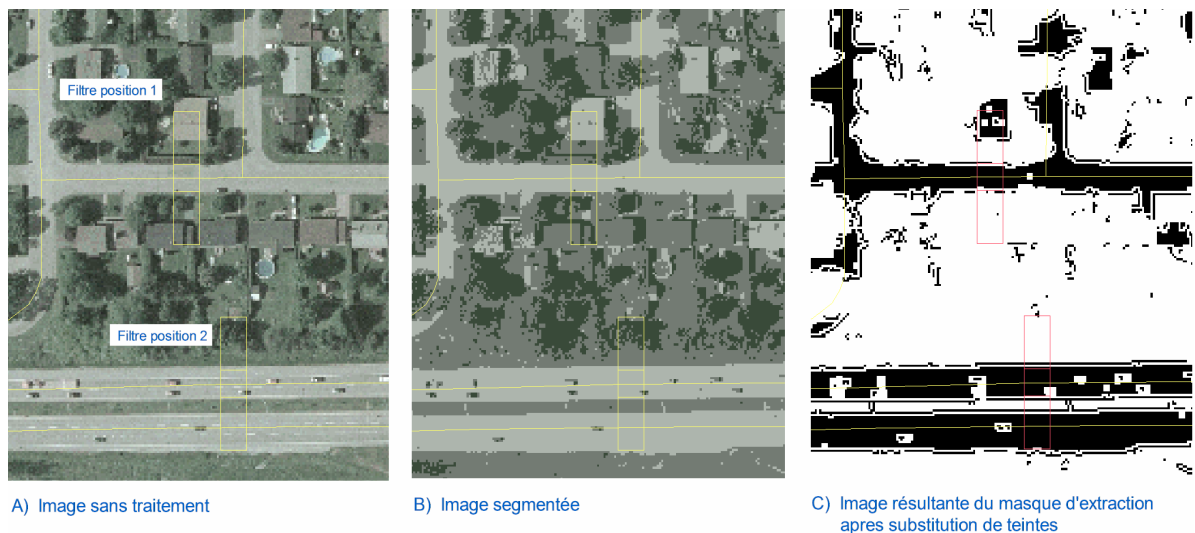 Filtre position 1
Filtre position 2
A) Image sans traitement
B) Image segmentée
C) Image résultante du masque d'extraction
apres substitution de teintes